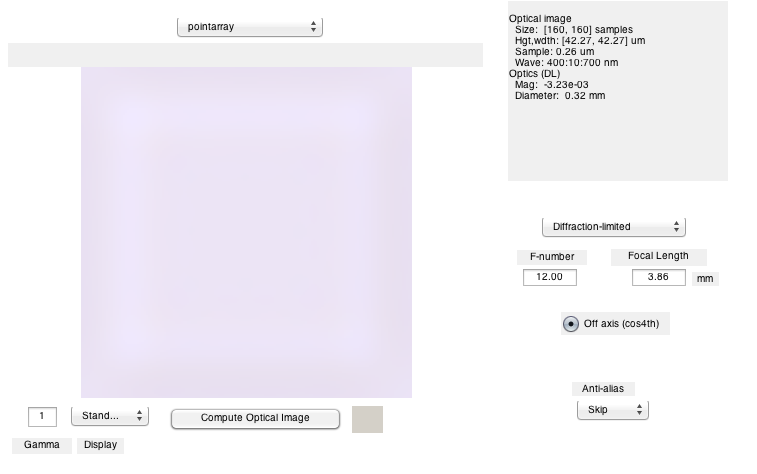 pointarray
Optical image
Size: [160, 160] samples
Hgt,wdth: [42.27, 42.27] um
Sample: 0.26 um
Wave: 400:10:700 nm
Optics (DL)
Mag: -3.23e-03
Diameter: 0.32 mm
Diffraction-limited
F-number
Focal Length
12.00
3.86
mm
Off axis (cos4th)
Anti-alias
Skip
1
Stand...
Compute Optical Image
Gamma
Display